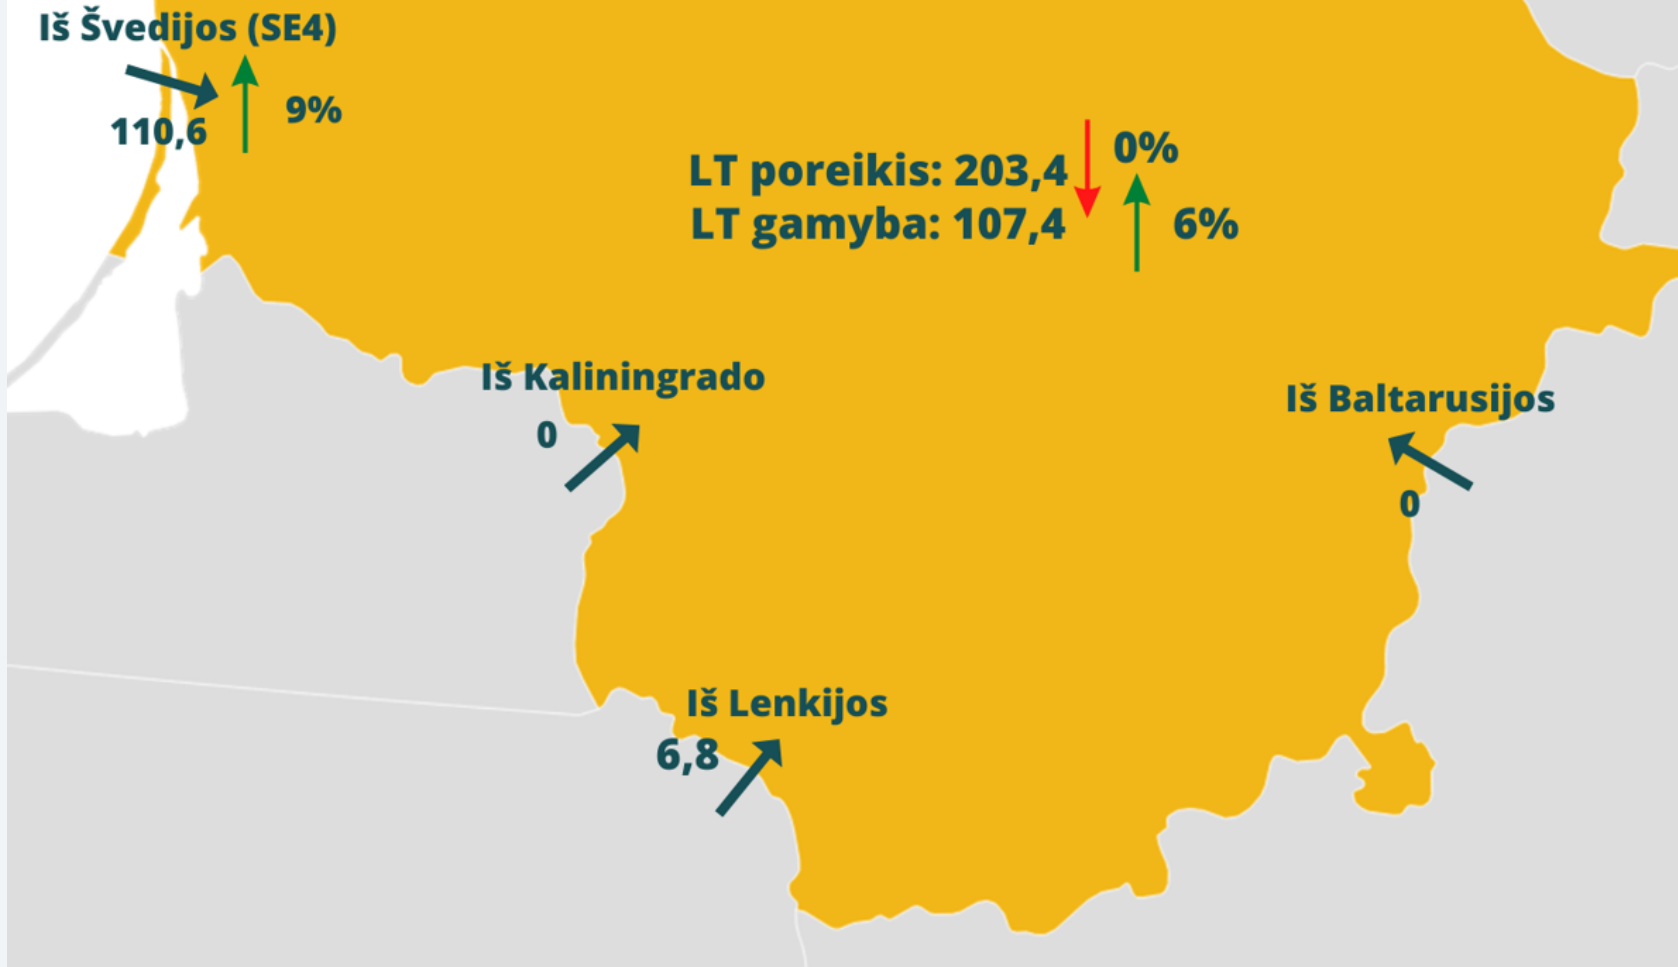 Iš Švedijos (SE4)
110,6
9%
LT poreikis: 203,4
0%
LT gamyba: 107,4
6%
Iš Kaliningrado
0
Iš Baltarusijos
0
Iš Lenkijos
6,8